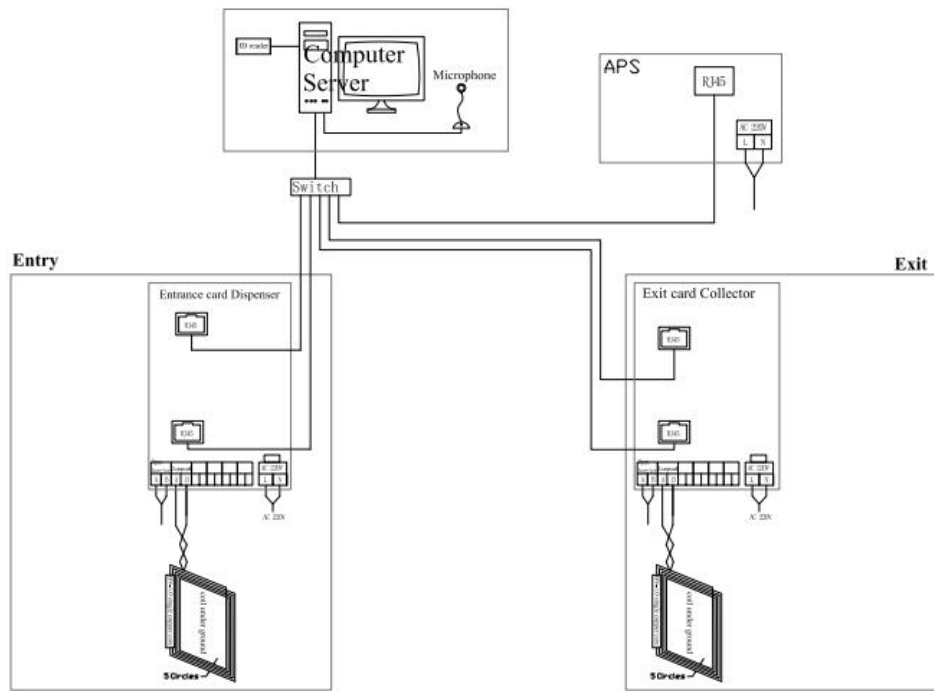 ID reader
Computer
Server
Microphone
APS
RJ45
AC 220V
L N
Switch
Entry
Exit
Entrance card Dispenser
RJ45
RJ45
AC 220V
L N
AC 220V
coil under ground
5 Circles
Exit card Collector
RJ45
RJ45
AC 220V
L N
AC 220V
coil under ground
5 Circles